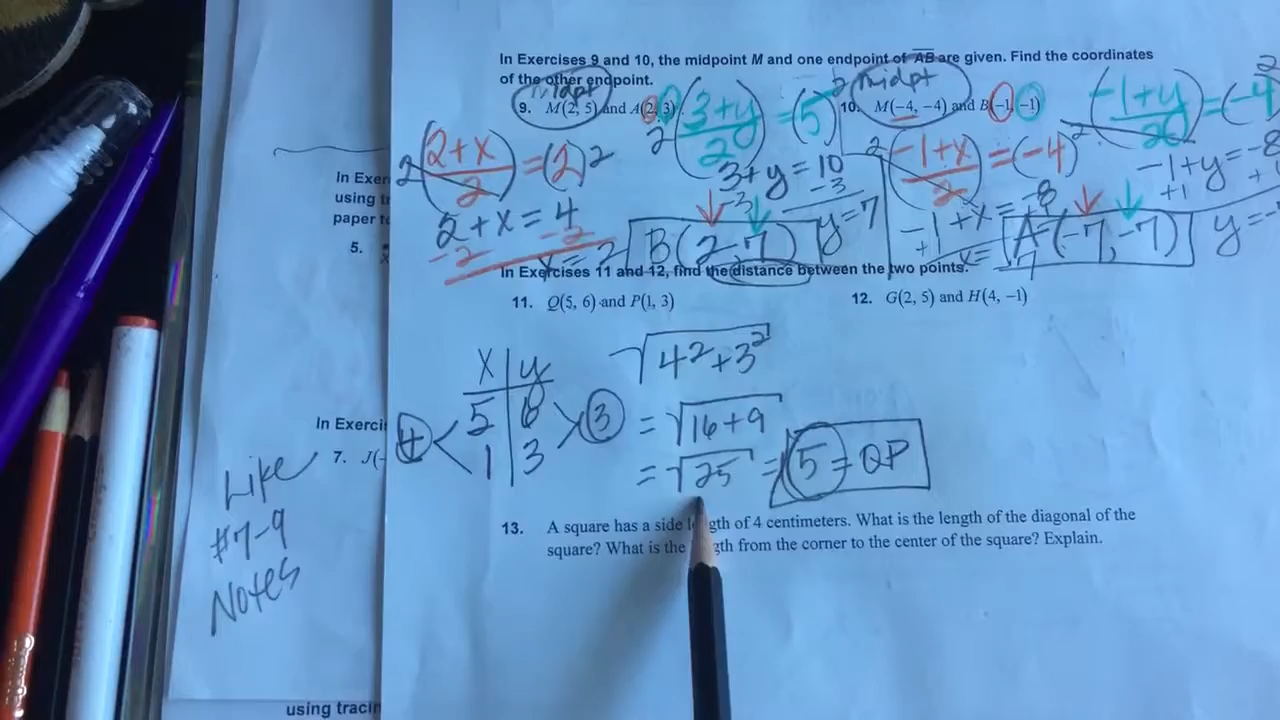 In Exercises 9 and 10, the midpoint M and one endpoint of AB are given. Find the coordinates
of the other endpoint.
midpt
midpt
9. M(2, 5) and A(2, 3)
10. M(−4, −4) and B(−1, −1)
2(2+x/2)=(2)2
2+x=4
-2 -2
x=2
2(3+y/2)=(5)2
3+y=10
-3 -3
y=7
B(2,7)
2(-1+x/2)=(-4)2
-1+x=-8
+1
x=-7
(-1+y/2)=(-4)2
-1+y=-8
+1
y=-
A=(-7,-7)
In Exer
using tr
paper t
5.
In Exercises 11 and 12, find the distance between the two points.
11. Q(5, 6) and P(1, 3)
12. G(2, 5) and H(4, −1)
x|y
5|6
1|3
4
3
√4²+3²
=√16+9
=√25 = 5=QP
In Exerci
7. J(-
Like
#7-9
Notes
13. A square has a side length of 4 centimeters. What is the length of the diagonal of the
square? What is the length from the corner to the center of the square? Explain.
using tracin